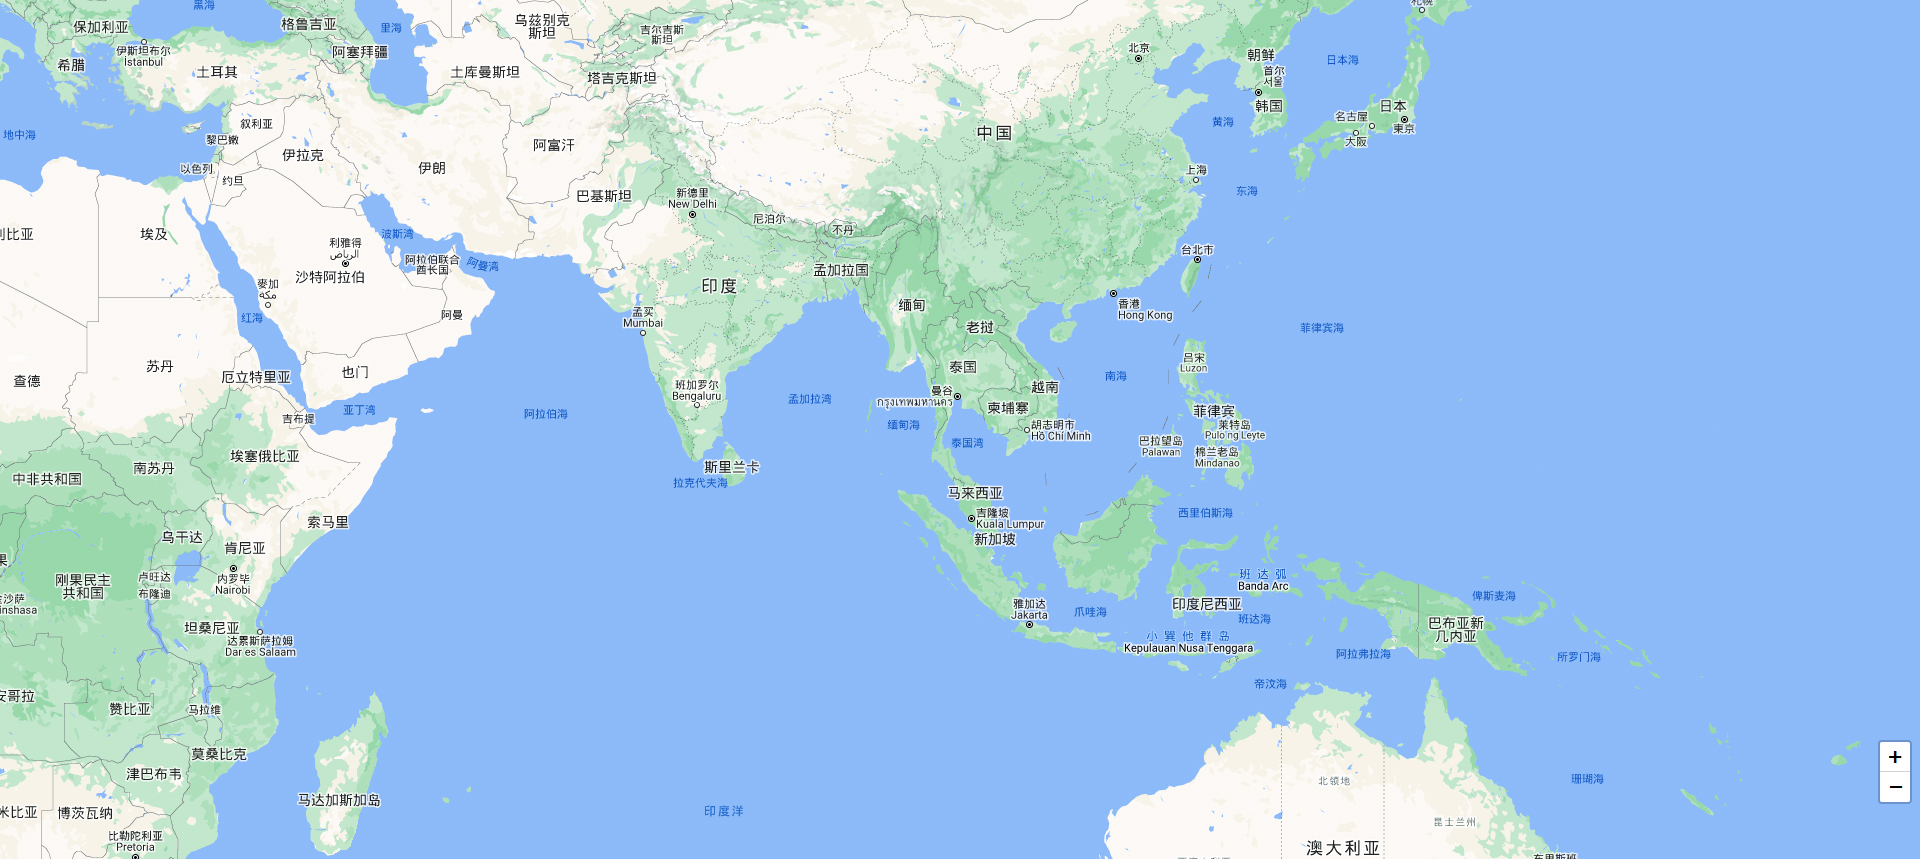 黑海
札幌
保加利亚
格鲁吉亚
里海
乌兹别克
斯坦
吉尔吉斯
斯坦
伊斯坦布尔
İstanbul
阿塞拜疆
北京
朝鲜
日本海
希腊
土耳其
土库曼斯坦
塔吉克斯坦
首尔
서울
韩国
日本
名古屋
東京
大阪
地中海
叙利亚
黎巴嫩
伊拉克
阿富汗
中国
黄海
以色列
约旦
伊朗
巴基斯坦
新德里
New Delhi
上海
东海
埃及
利比亚
波斯湾
尼泊尔
不丹
利雅得
الرياض
阿拉伯联合
酋长国
阿曼湾
沙特阿拉伯
孟加拉国
台北市
麥加
مكة
印度
缅甸
香港
Hong Kong
红海
阿曼
孟买
Mumbai
老挝
菲律宾海
苏丹
查德
厄立特里亚
也门
泰国
吕宋
Luzon
南海
班加罗尔
Bengaluru
曼谷
กรุงเทพมหานคร
越南
吉布提
亚丁湾
阿拉伯海
孟加拉湾
柬埔寨
菲律宾
缅甸海
胡志明市
Hồ Chí Minh
莱特岛
Pulo ng Leyte
泰国湾
巴拉望岛
Palawan
棉兰老岛
Mindanao
埃塞俄比亚
南苏丹
中非共和国
斯里兰卡
拉克代夫海
马来西亚
吉隆坡
Kuala Lumpur
西里伯斯海
索马里
乌干达
肯尼亚
新加坡
内罗毕
Nairobi
卢旺达
布隆迪
刚果民主
共和国
金沙萨
inshasa
班达弧
Banda Arc
雅加达
Jakarta
爪哇海
印度尼西亚
班达海
俾斯麦海
巴布亚新
几内亚
坦桑尼亚
达累斯萨拉姆
Dar es Salaam
小巽他群岛
Kepulauan Nusa Tenggara
阿拉弗拉海
所罗门海
帝汶海
安哥拉
赞比亚
马拉维
莫桑比克
津巴布韦
马达加斯加岛
印度洋
北领地
珊瑚海
米比亚
博茨瓦纳
比勒陀利亚
Pretoria
昆士兰州
澳大利亚
布里斯班
+
−